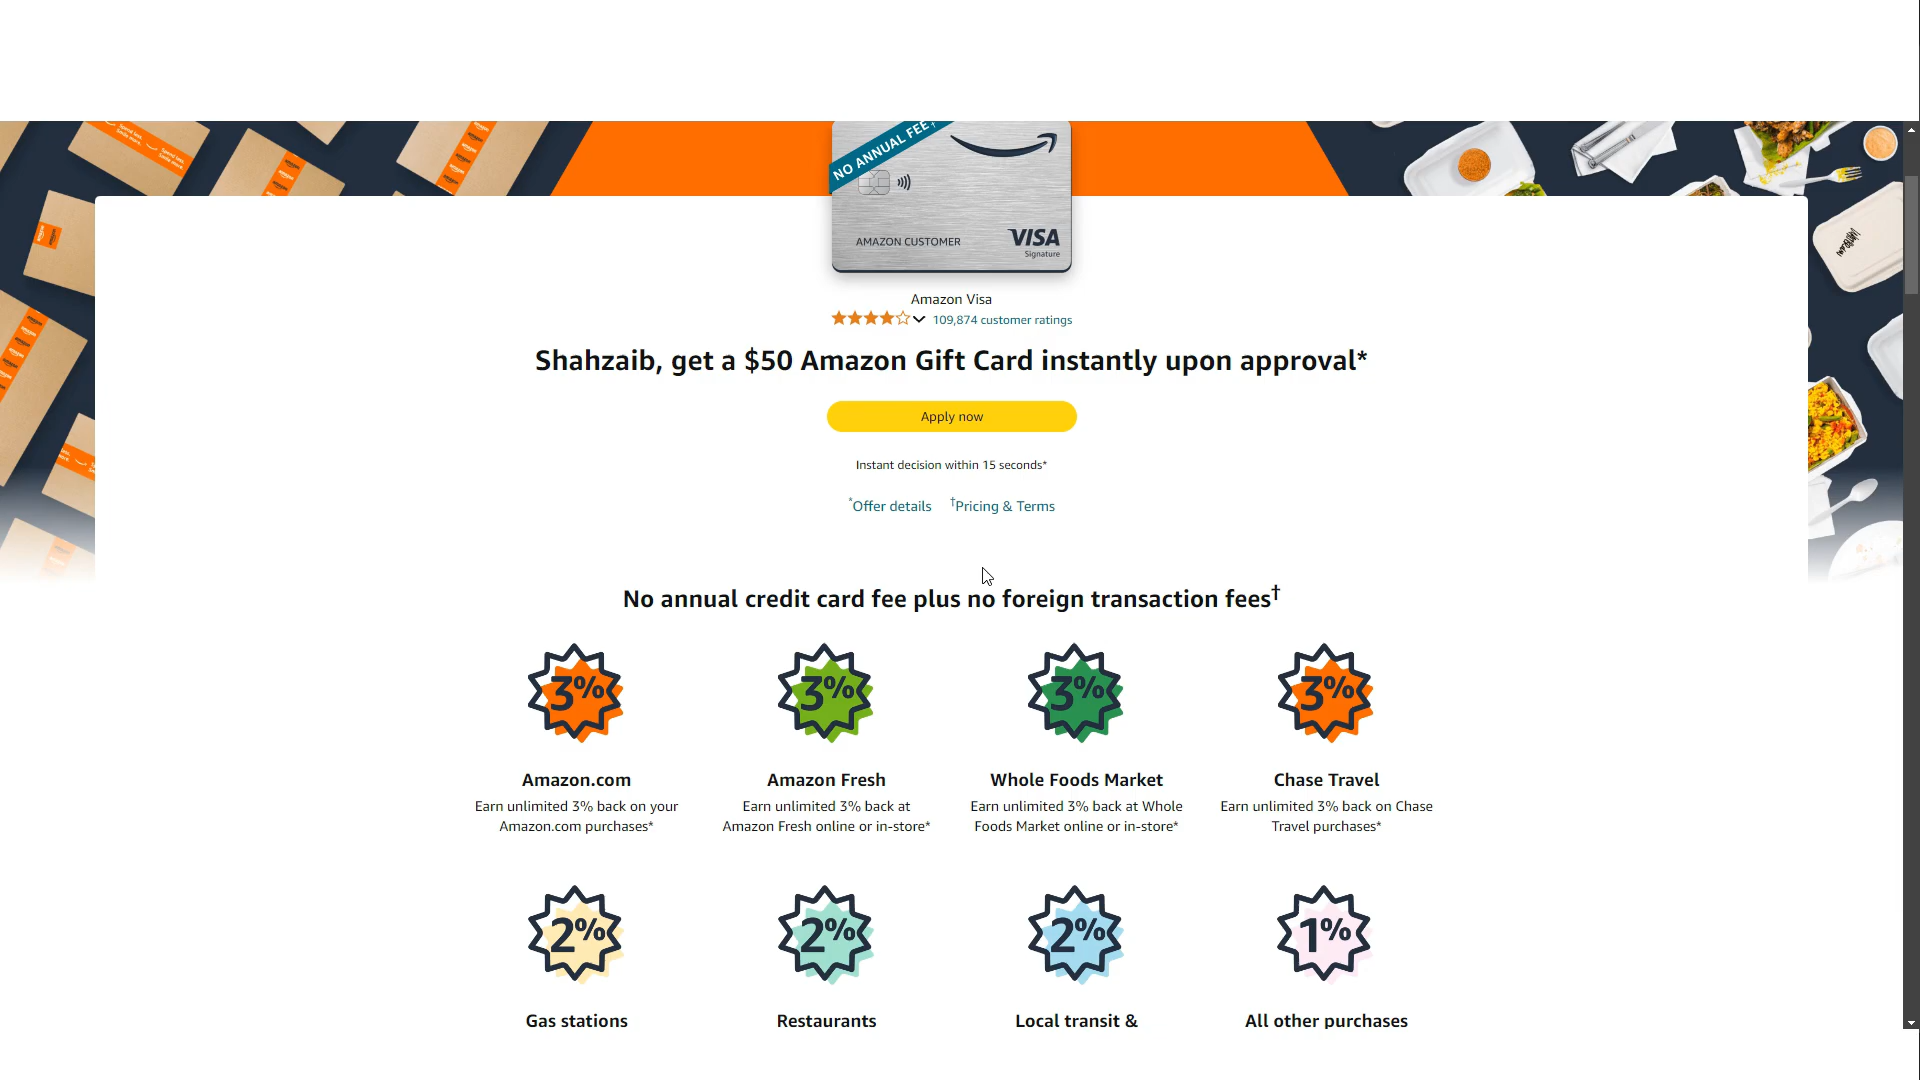 NO ANNUAL FEE†
AMAZON CUSTOMER
VISA
Signature
Amazon Visa
109,874 customer ratings
Shahzaib, get a $50 Amazon Gift Card instantly upon approval*
Apply now
Instant decision within 15 seconds*
*Offer details †Pricing & Terms
No annual credit card fee plus no foreign transaction fees†
3% 3% 3% 3%
Amazon.com Amazon Fresh Whole Foods Market Chase Travel
Earn unlimited 3% back on your Earn unlimited 3% back at Earn unlimited 3% back at Whole Earn unlimited 3% back on Chase
Amazon.com purchases* Amazon Fresh online or in-store* Foods Market online or in-store* Travel purchases*
2% 2% 2% 1%
Gas stations Restaurants Local transit & All other purchases